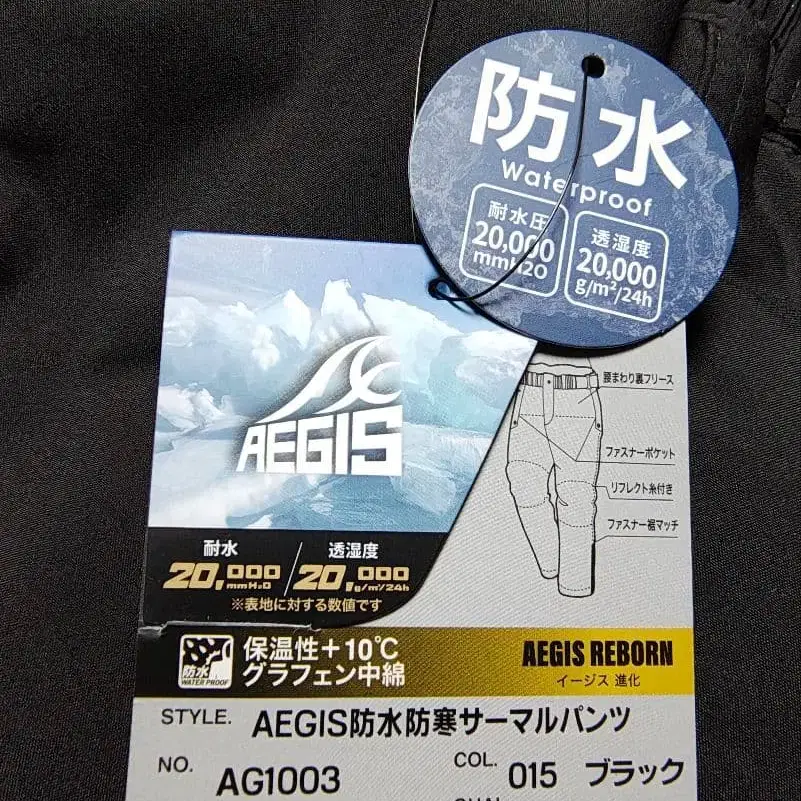 防水
Waterproof
耐水圧
20,000
mmH2O
透湿度
20,000
g/m²/24h
AEGIS
腰まわり裏フリース
ファスナーポケット
リフレクト糸付き
ファスナー裾マッチ
耐水
20,000
mmH2O
透湿度
20,000
g/m²/24h
※表地に対する数値です
防水
WATER PROOF
保温性+10℃
グラフェン中綿
AEGIS REBORN
イージス 進化
STYLE. AEGIS防水防寒サーマルパンツ
NO. AG1003
COL. 015 ブラック